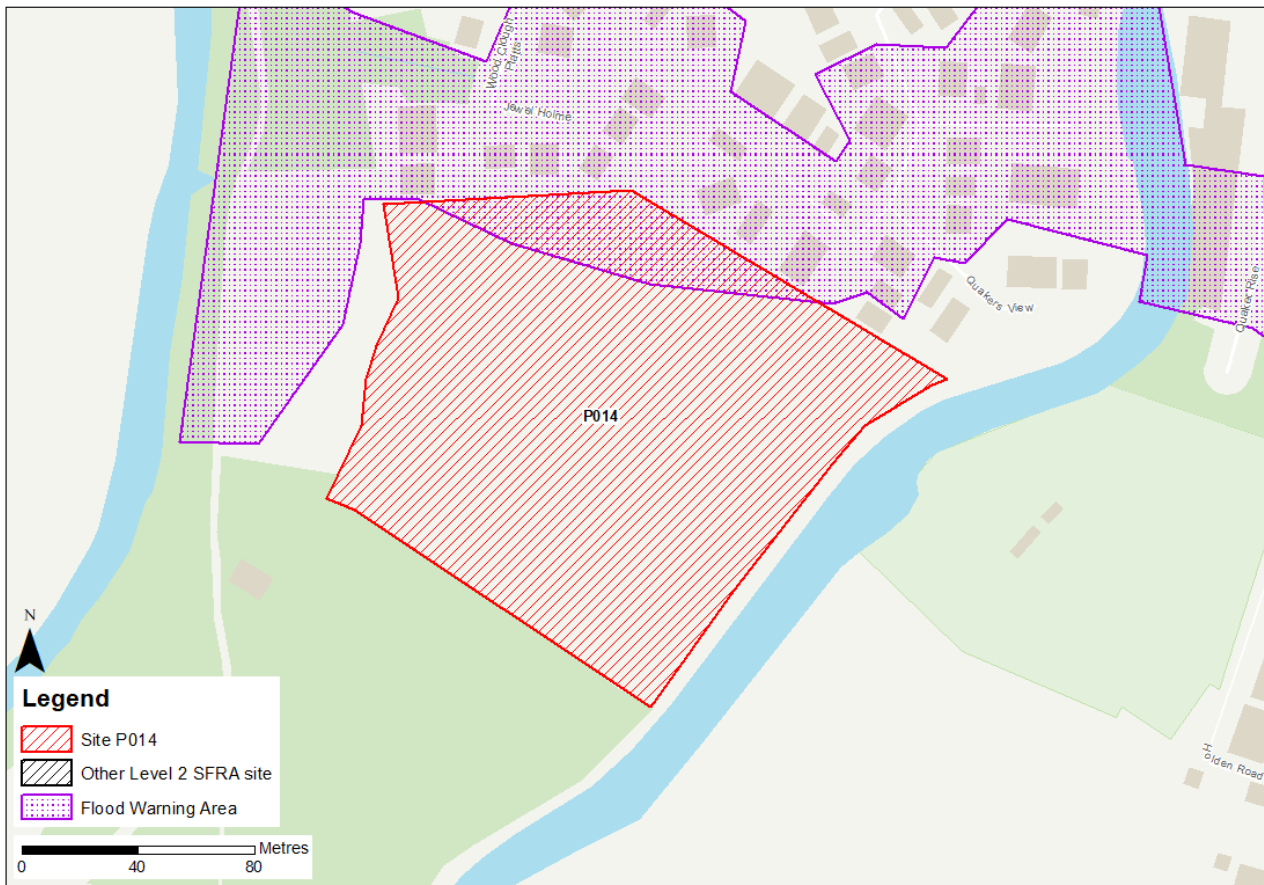 Wood Clough
Platts
Jewel Holme
Quakers View
Quaker Rise
P014
Holden Road
N
Legend
Site P014
Other Level 2 SFRA site
Flood Warning Area
Metres
0 40 80